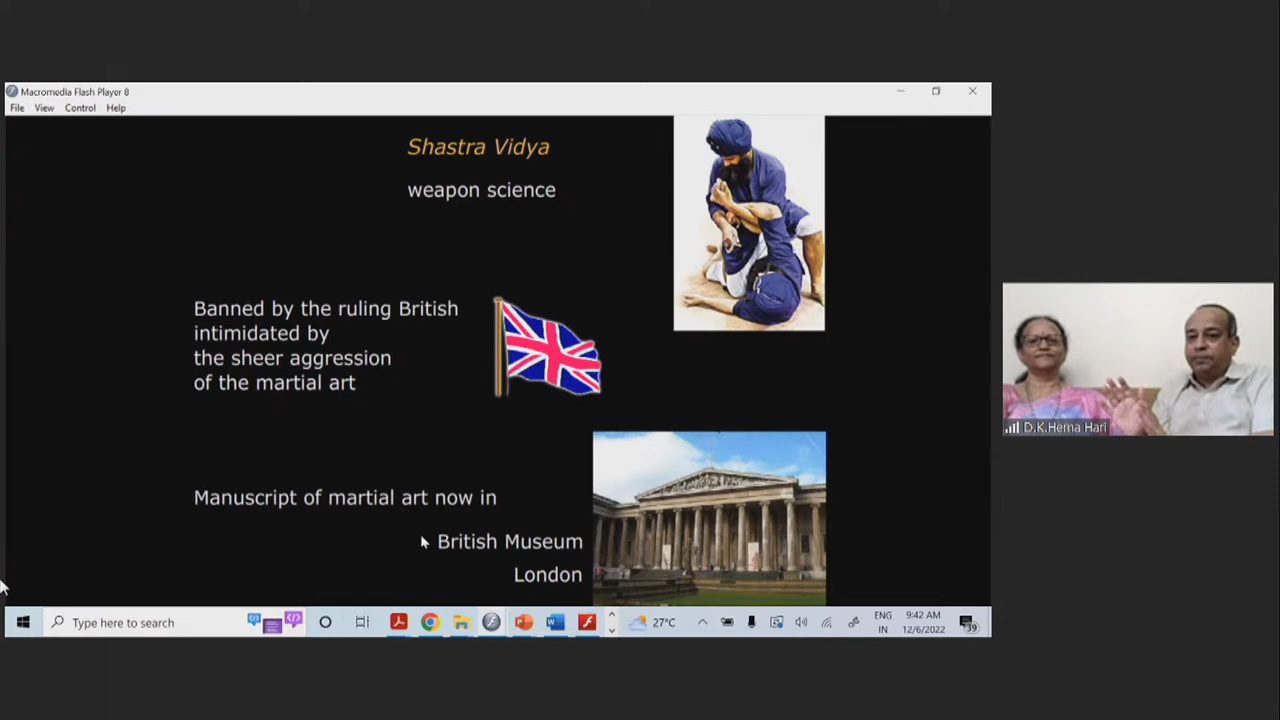 Macromedia Flash Player 8
File View Control Help
Shastra Vidya
weapon science
Banned by the ruling British
intimidated by
the sheer aggression
of the martial art
Manuscript of martial art now in
British Museum
London
D.K.Hema Hari
Type here to search
27°C
ENG
IN
9:42 AM
12/6/2022
39